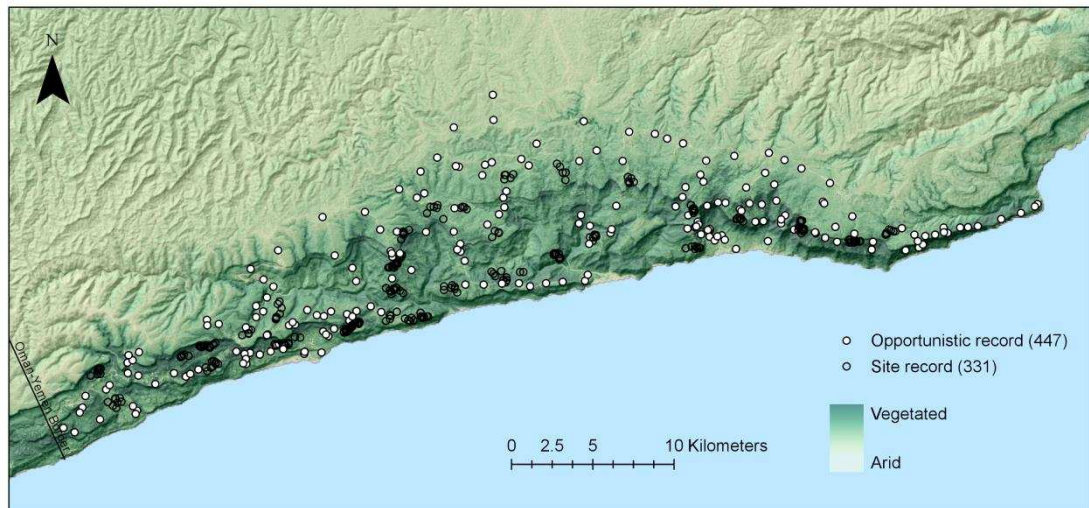 N
Oman-Yemen Border
Opportunistic record (447)
Site record (331)
Vegetated
Arid
0 2.5 5 10 Kilometers